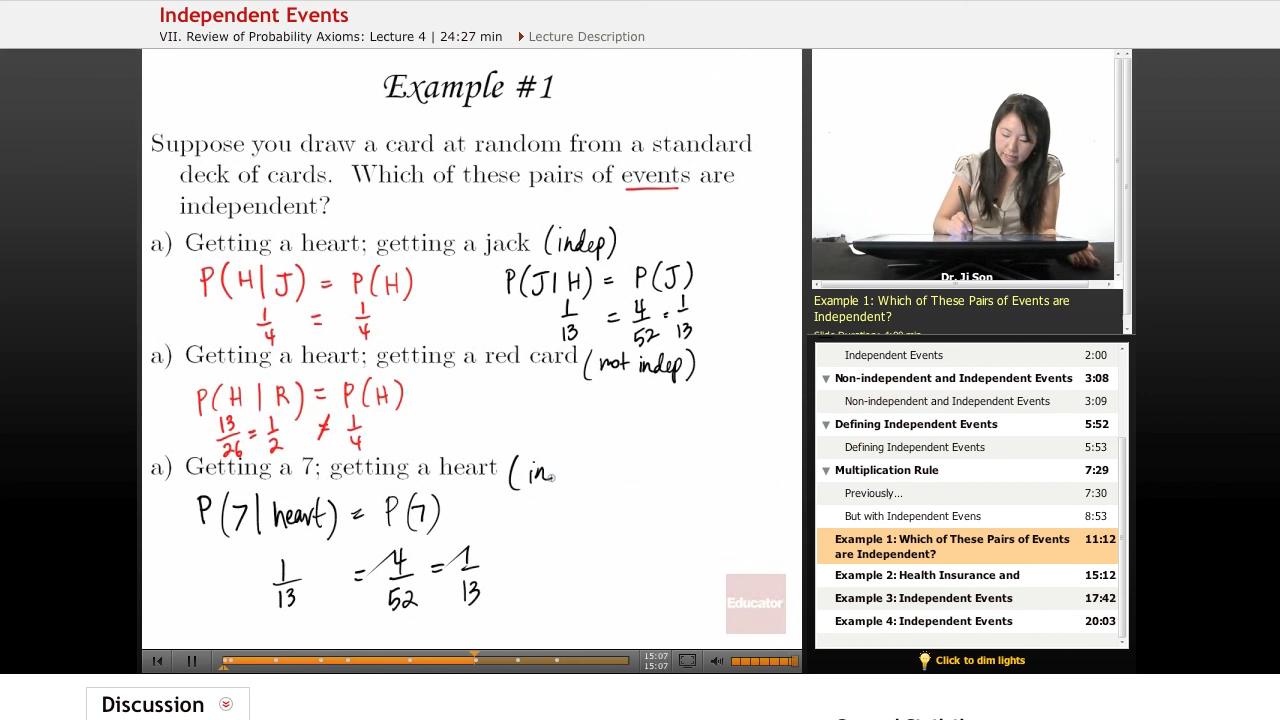 Independent Events
VII. Review of Probability Axioms: Lecture 4 | 24:27 min Lecture Description
Example #1
Suppose you draw a card at random from a standard
deck of cards. Which of these pairs of events are
independent?
a) Getting a heart; getting a jack (indep)
P(H|J) = P(H) P(J|H) = P(J)
1/4 = 1/4 1/13 = 4/52 = 1/13
a) Getting a heart; getting a red card (not indep)
P(H|R) = P(H)
13/26 = 1/2 ≠ 1/4
a) Getting a 7; getting a heart (in
P(7|heart) = P(7)
1/13 = 4/52 = 1/13
Educator
15:07
15:07
Dr. Ji Son
Example 1: Which of These Pairs of Events are
Independent?
Independent Events 2:00
Non-independent and Independent Events 3:08
Non-independent and Independent Events 3:09
Defining Independent Events 5:52
Defining Independent Events 5:53
Multiplication Rule 7:29
Previously... 7:30
But with Independent Evens 8:53
Example 1: Which of These Pairs of Events 11:12
are Independent?
Example 2: Health Insurance and 15:12
Example 3: Independent Events 17:42
Example 4: Independent Events 20:03
Click to dim lights
Discussion